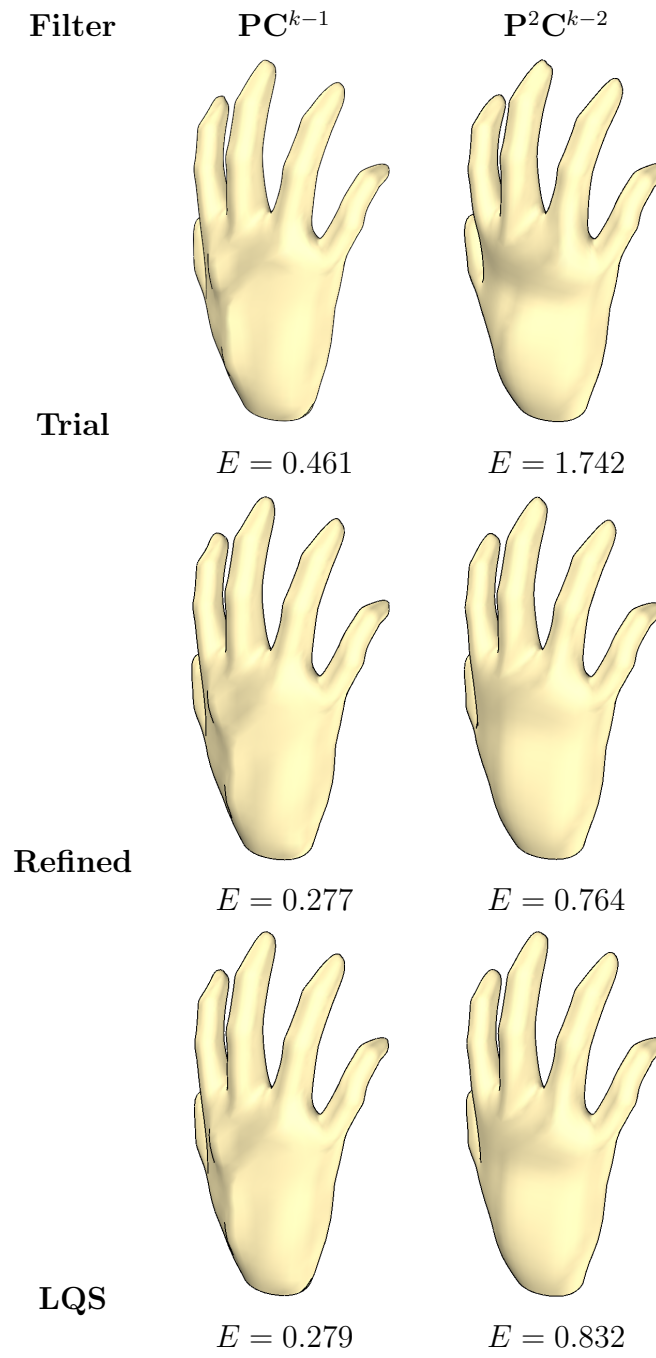 Filter PC^{k−1} P²C^{k−2}
Trial
E = 0.461 E = 1.742
Refined
E = 0.277 E = 0.764
LQS
E = 0.279 E = 0.832